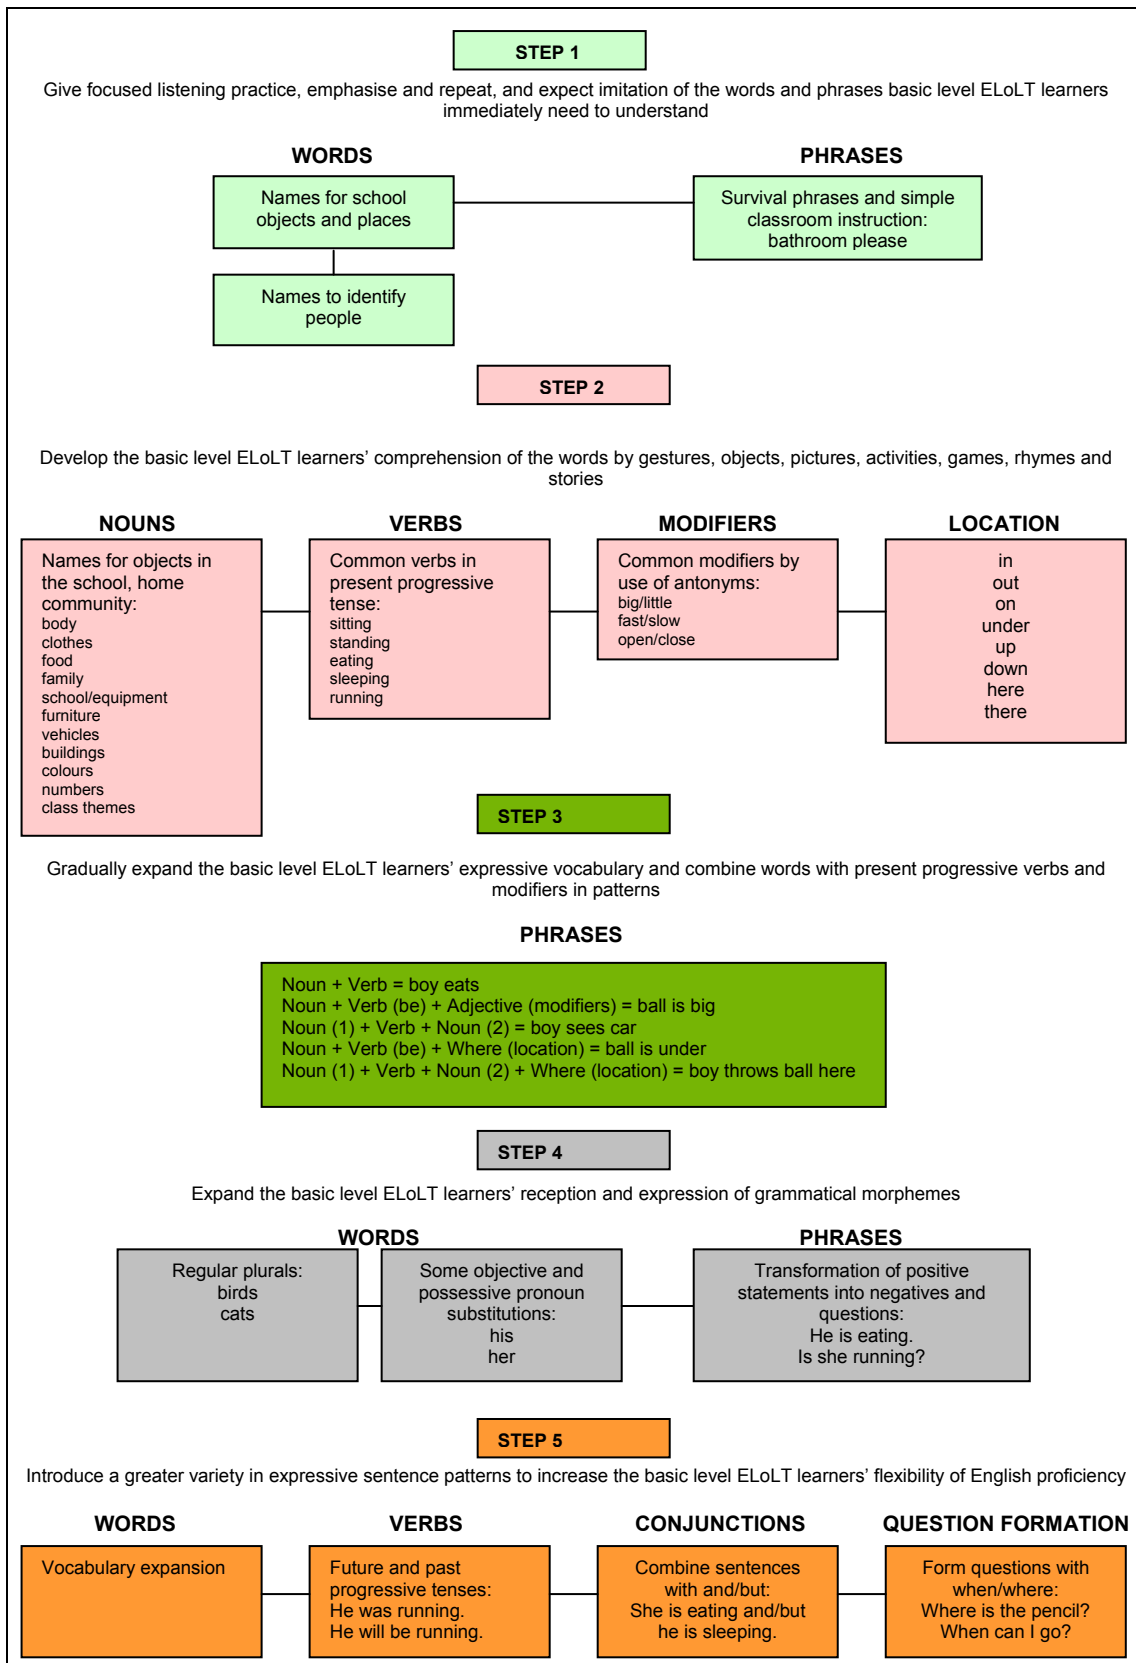 STEP 1
Give focused listening practice, emphasise and repeat, and expect imitation of the words and phrases basic level ELoLT learners
immediately need to understand
WORDS
Names for school
objects and places
Names to identify
people
PHRASES
Survival phrases and simple
classroom instruction:
bathroom please
STEP 2
Develop the basic level ELoLT learners’ comprehension of the words by gestures, objects, pictures, activities, games, rhymes and
stories
NOUNS
Names for objects in
the school, home
community:
body
clothes
food
family
school/equipment
furniture
vehicles
buildings
colours
numbers
class themes
VERBS
Common verbs in
present progressive
tense:
sitting
standing
eating
sleeping
running
MODIFIERS
Common modifiers by
use of antonyms:
big/little
fast/slow
open/close
LOCATION
in
out
on
under
up
down
here
there
STEP 3
Gradually expand the basic level ELoLT learners’ expressive vocabulary and combine words with present progressive verbs and
modifiers in patterns
PHRASES
Noun + Verb = boy eats
Noun + Verb (be) + Adjective (modifiers) = ball is big
Noun (1) + Verb + Noun (2) = boy sees car
Noun + Verb (be) + Where (location) = ball is under
Noun (1) + Verb + Noun (2) + Where (location) = boy throws ball here
STEP 4
Expand the basic level ELoLT learners’ reception and expression of grammatical morphemes
WORDS
Regular plurals:
birds
cats
Some objective and
possessive pronoun
substitutions:
his
her
PHRASES
Transformation of positive
statements into negatives and
questions:
He is eating.
Is she running?
STEP 5
Introduce a greater variety in expressive sentence patterns to increase the basic level ELoLT learners’ flexibility of English proficiency
WORDS
Vocabulary expansion
VERBS
Future and past
progressive tenses:
He was running.
He will be running.
CONJUNCTIONS
Combine sentences
with and/but:
She is eating and/but
he is sleeping.
QUESTION FORMATION
Form questions with
when/where:
Where is the pencil?
When can I go?